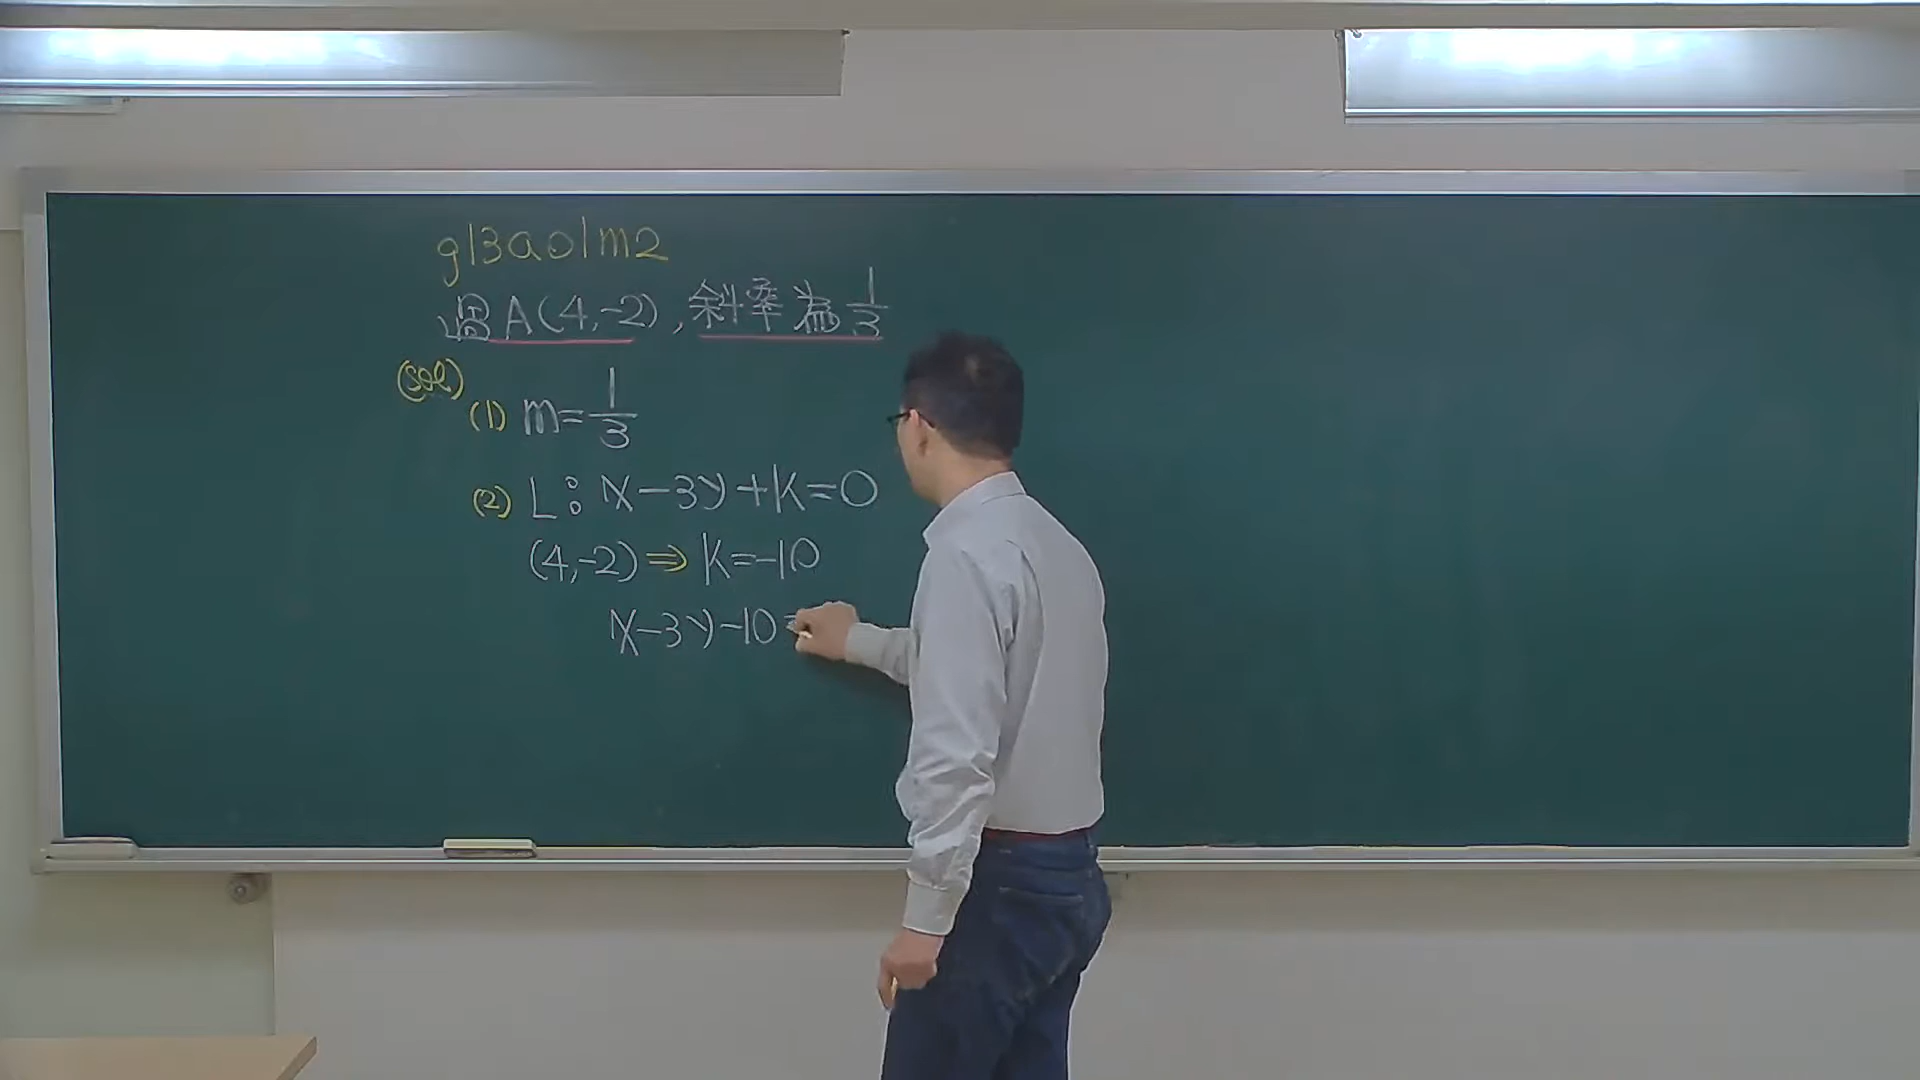 g13a01m2
過A(4,-2),斜率為1/3
(sol)
(1) m=1/3
(2) L: x-3y+k=0
(4,-2)⇒k=-10
x-3y-10=